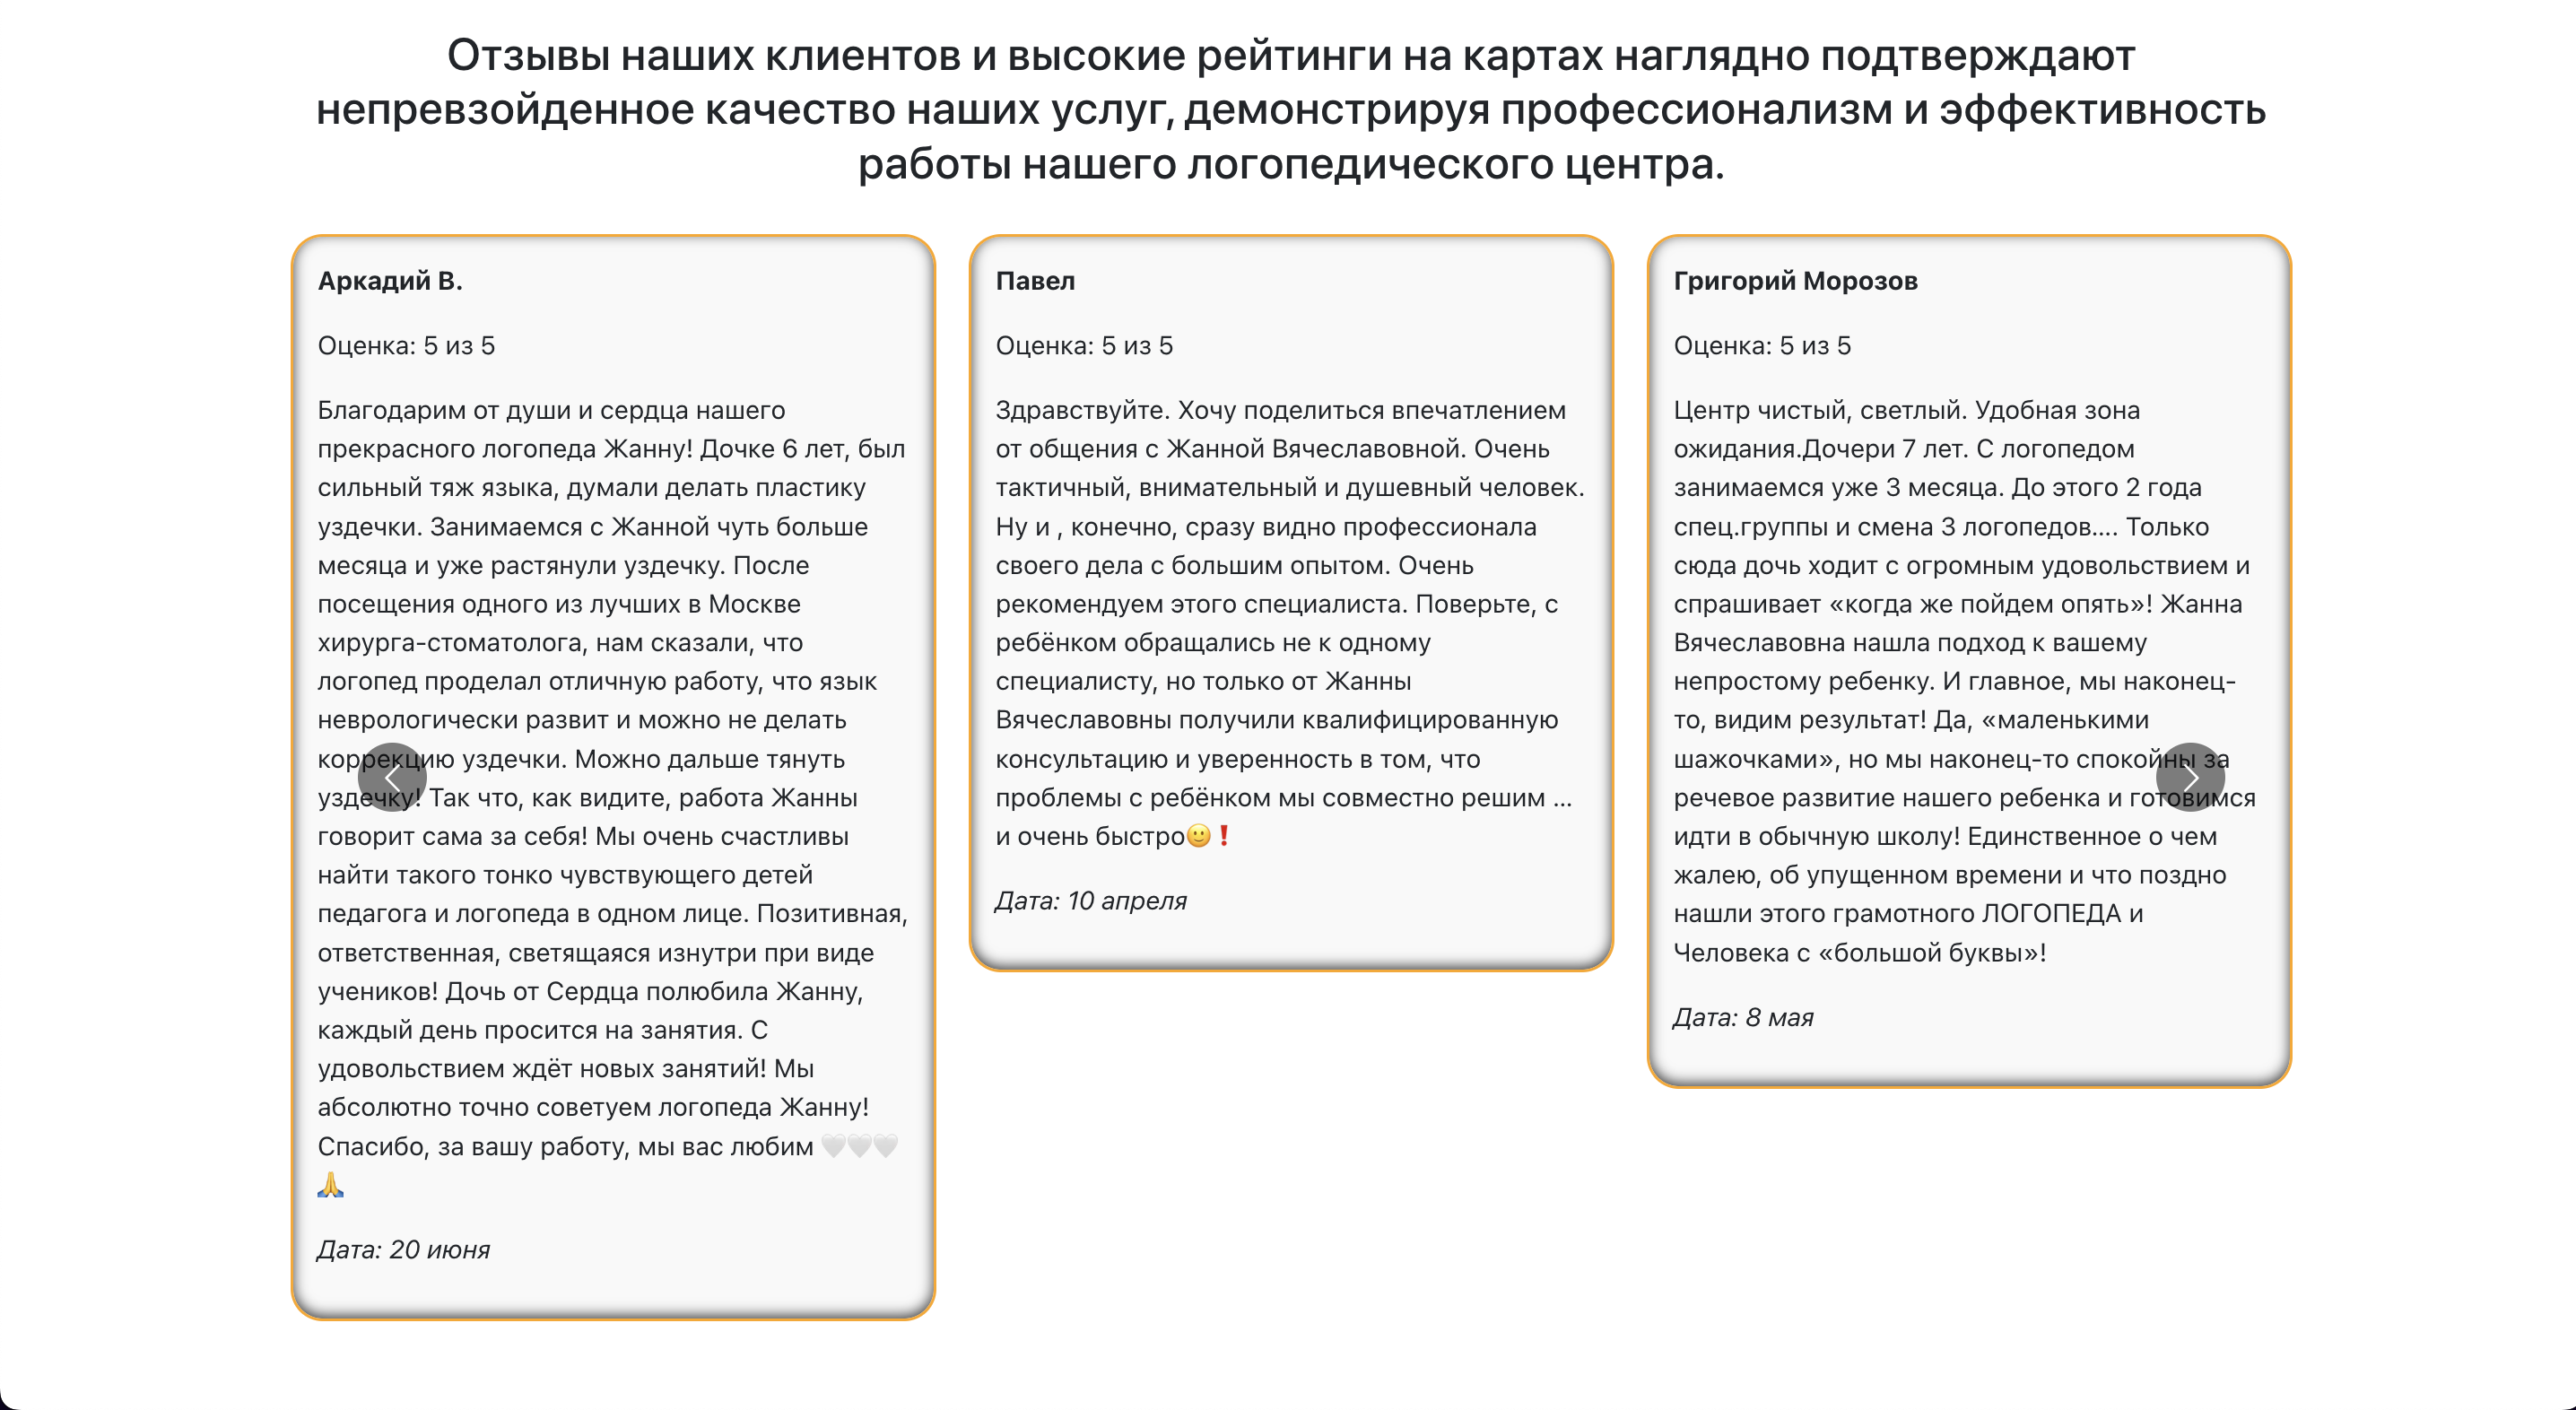 Отзывы наших клиентов и высокие рейтинги на картах наглядно подтверждают
непревзойденное качество наших услуг, демонстрируя профессионализм и эффективность
работы нашего логопедического центра.
Аркадий В.
Оценка: 5 из 5
Благодарим от души и сердца нашего
прекрасного логопеда Жанну! Дочке 6 лет, был
сильный тяж языка, думали делать пластику
уздечки. Занимаемся с Жанной чуть больше
месяца и уже растянули уздечку. После
посещения одного из лучших в Москве
хирурга-стоматолога, нам сказали, что
логопед проделал отличную работу, что язык
неврологически развит и можно не делать
коррекцию уздечки. Можно дальше тянуть
уздечку! Так что, как видите, работа Жанны
говорит сама за себя! Мы очень счастливы
найти такого тонко чувствующего детей
педагога и логопеда в одном лице. Позитивная,
ответственная, светящаяся изнутри при виде
учеников! Дочь от Сердца полюбила Жанну,
каждый день просится на занятия. С
удовольствием ждёт новых занятий! Мы
абсолютно точно советуем логопеда Жанну!
Спасибо, за вашу работу, мы вас любим 🤍🤍🤍
🙏
Дата: 20 июня
Павел
Оценка: 5 из 5
Здравствуйте. Хочу поделиться впечатлением
от общения с Жанной Вячеславовной. Очень
тактичный, внимательный и душевный человек.
Ну и , конечно, сразу видно профессионала
своего дела с большим опытом. Очень
рекомендуем этого специалиста. Поверьте, с
ребёнком обращались не к одному
специалисту, но только от Жанны
Вячеславовны получили квалифицированную
консультацию и уверенность в том, что
проблемы с ребёнком мы совместно решим ...
и очень быстро🙂❗
Дата: 10 апреля
Григорий Морозов
Оценка: 5 из 5
Центр чистый, светлый. Удобная зона
ожидания.Дочери 7 лет. С логопедом
занимаемся уже 3 месяца. До этого 2 года
спец.группы и смена 3 логопедов.... Только
сюда дочь ходит с огромным удовольствием и
спрашивает «когда же пойдем опять»! Жанна
Вячеславовна нашла подход к вашему
непростому ребенку. И главное, мы наконец-
то, видим результат! Да, «маленькими
шажочками», но мы наконец-то спокойны за
речевое развитие нашего ребенка и готовимся
идти в обычную школу! Единственное о чем
жалею, об упущенном времени и что поздно
нашли этого грамотного ЛОГОПЕДА и
Человека с «большой буквы»!
Дата: 8 мая